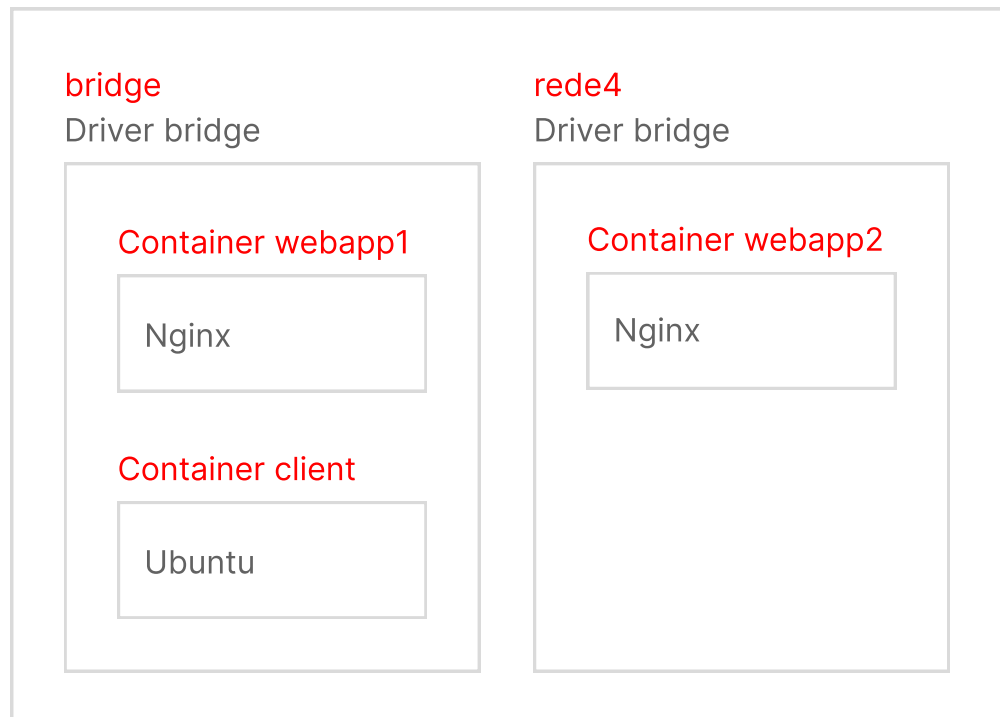 bridge
Driver bridge
Container webapp1
Nginx
Container client
Ubuntu
rede4
Driver bridge
Container webapp2
Nginx